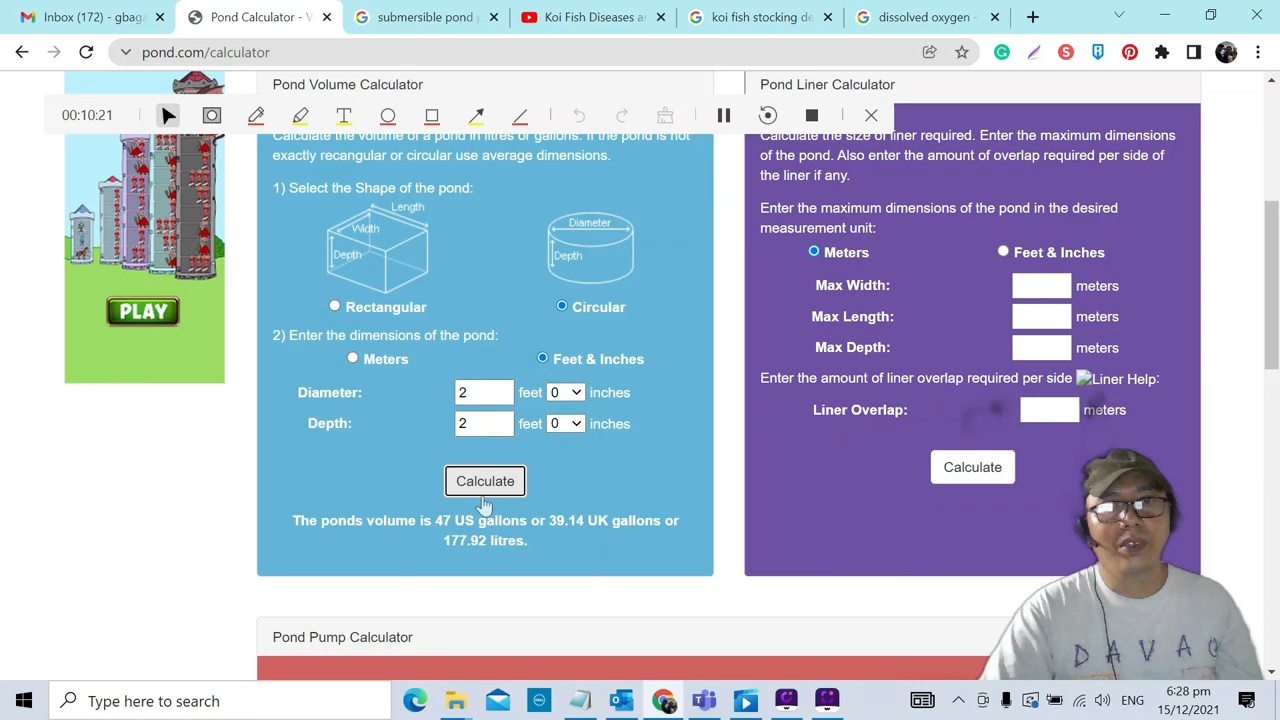 Inbox (172) - gbaga
Pond Calculator - V
submersible pond p
Koi Fish Diseases a
koi fish stocking de
dissolved oxygen -
pond.com/calculator
Pond Volume Calculator
Pond Liner Calculator
00:10:21
T
Calculate the volume of a pond in litres or gallons. If the pond is not
exactly rectangular or circular use average dimensions.
1) Select the Shape of the pond:
Length
Width
Depth
Diameter
Depth
Rectangular
Circular
2) Enter the dimensions of the pond:
Meters
Feet & Inches
Diameter: 2 feet 0 inches
Depth: 2 feet 0 inches
Calculate
The ponds volume is 47 US gallons or 39.14 UK gallons or
177.92 litres.
Calculate the size of liner required. Enter the maximum dimensions
of the pond. Also enter the amount of overlap required per side of
the liner if any.
Enter the maximum dimensions of the pond in the desired
measurement unit:
Meters
Feet & Inches
Max Width: meters
Max Length: meters
Max Depth: meters
Enter the amount of liner overlap required per side Liner Help:
Liner Overlap: meters
Calculate
PLAY
Pond Pump Calculator
DAVAO
Type here to search
ENG
6:28 pm
15/12/2021